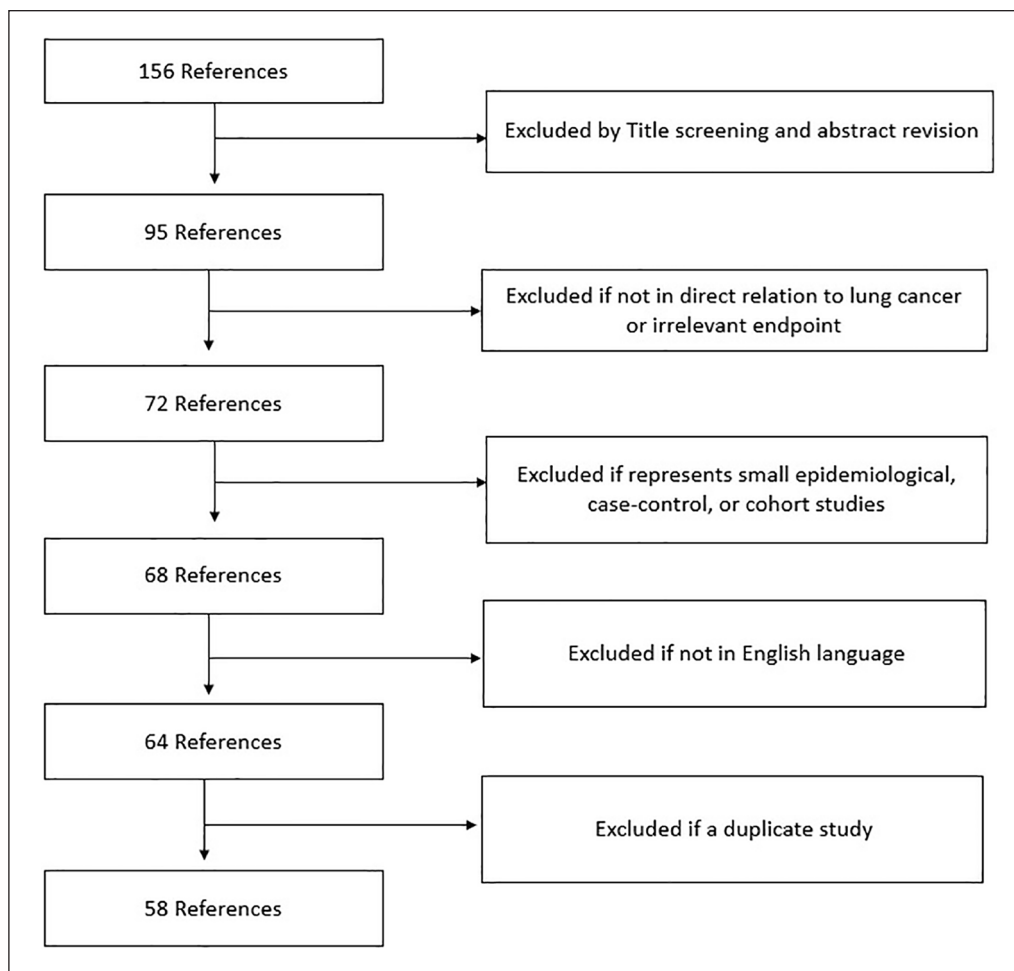 156 References
Excluded by Title screening and abstract revision
95 References
Excluded if not in direct relation to lung cancer
or irrelevant endpoint
72 References
Excluded if represents small epidemiological,
case-control, or cohort studies
68 References
Excluded if not in English language
64 References
Excluded if a duplicate study
58 References